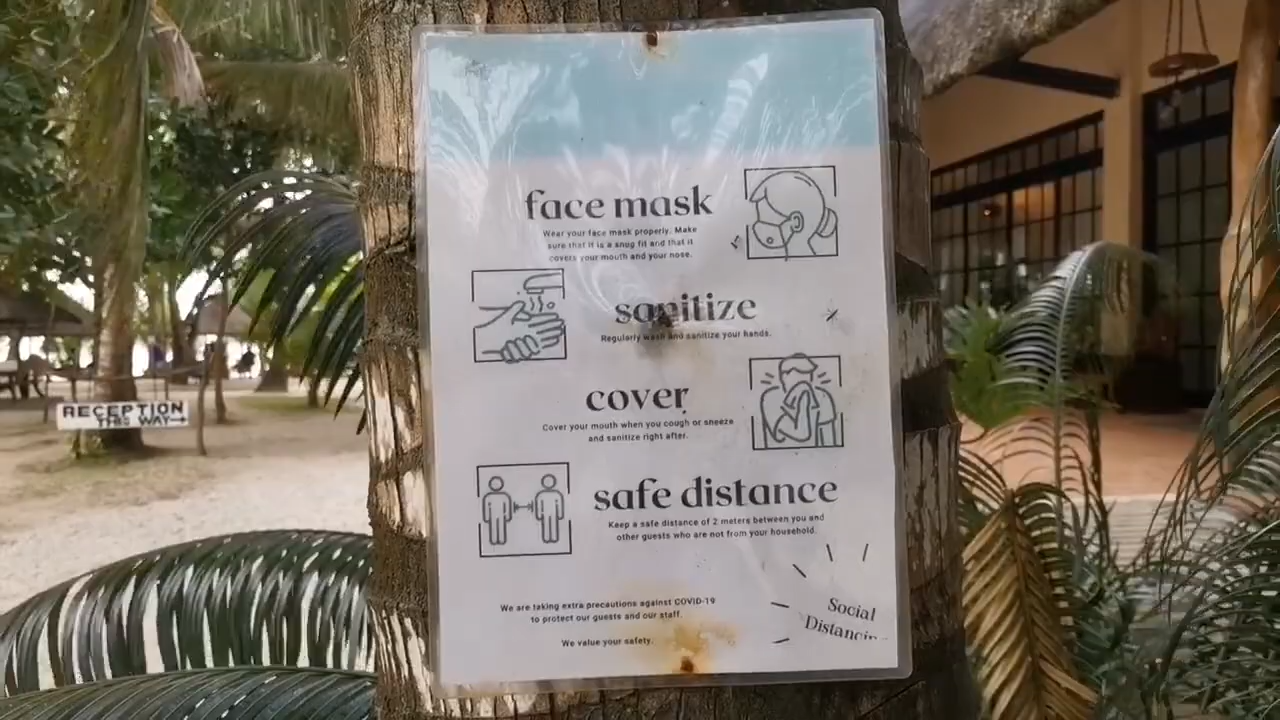 face mask
Wear your face mask properly. Make
sure that it is a snug fit and that it
covers your mouth and your nose.
sanitize
Regularly wash and sanitize your hands.
cover
Cover your mouth when you cough or sneeze
and sanitize right after.
safe distance
Keep a safe distance of 2 meters between you and
other guests who are not from your household.
We are taking extra precautions against COVID-19
to protect our guests and our staff.
We value your safety.
Social
Distancin
RECEPTION
THIS WAY→